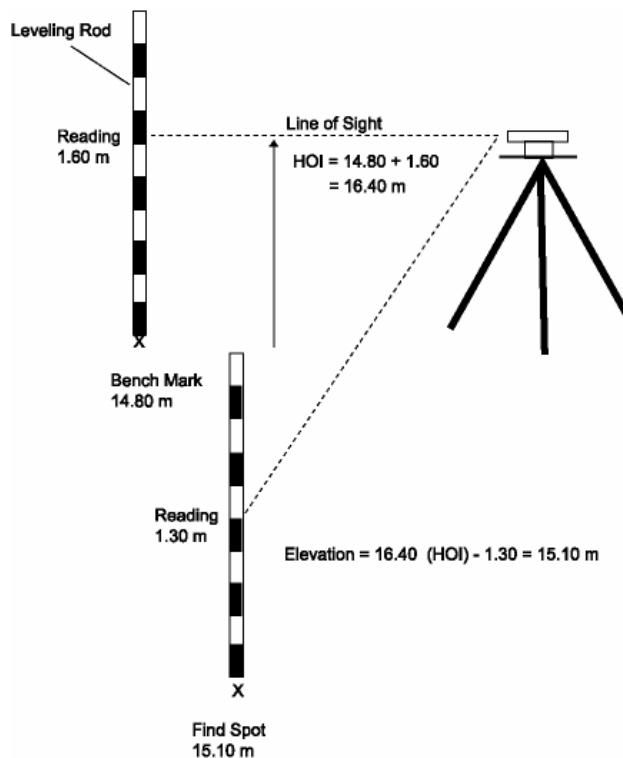 Leveling Rod
Reading
1.60 m
Line of Sight
HOI = 14.80 + 1.60
= 16.40 m
X
Bench Mark
14.80 m
Reading
1.30 m
Elevation = 16.40 (HOI) - 1.30 = 15.10 m
X
Find Spot
15.10 m